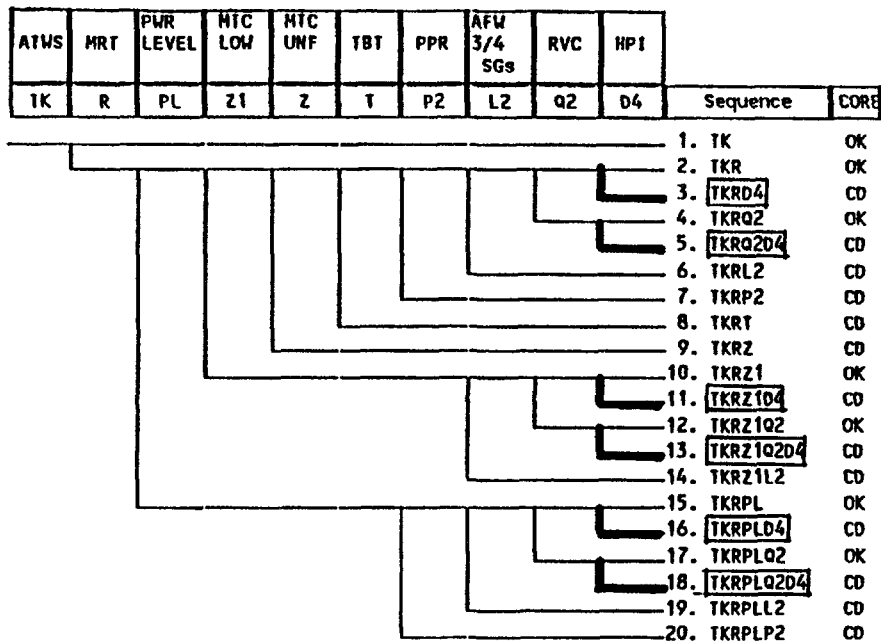 ATWS MRT PWR LEVEL MTC LOW MTC UNF TBT PPR AFW 3/4 SGs RVC HPI
TK R PL Z1 Z T P2 L2 Q2 D4 Sequence CORE
1. TK OK
2. TKR OK
3. TKRD4 CD
4. TKRQ2 OK
5. TKRQ2D4 CD
6. TKRL2 CD
7. TKRP2 CD
8. TKRT CD
9. TKRZ CD
10. TKRZ1 OK
11. TKRZ1D4 CD
12. TKRZ1Q2 OK
13. TKRZ1Q2D4 CD
14. TKRZ1L2 CD
15. TKRPL OK
16. TKRPLD4 CD
17. TKRPLQ2 OK
18. TKRPLQ2D4 CD
19. TKRPLL2 CD
20. TKRPLP2 CD